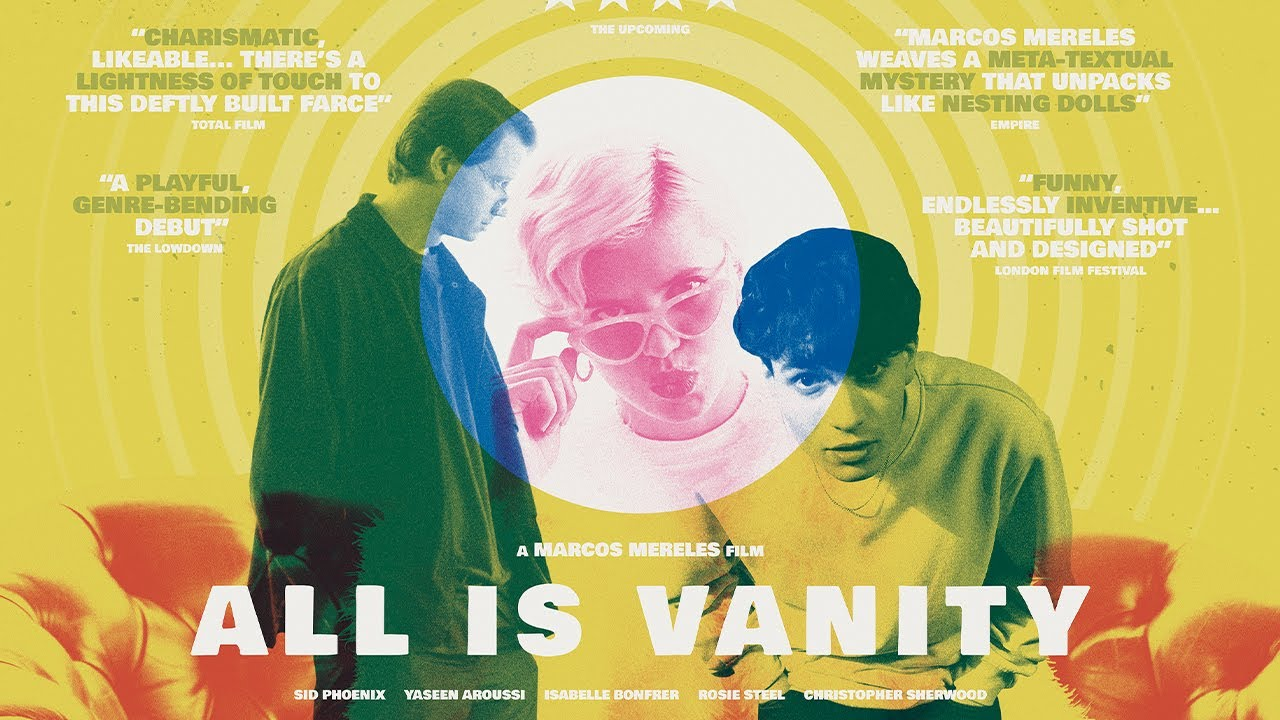 THE UPCOMING
“CHARISMATIC,
LIKEABLE... THERE’S A
LIGHTNESS OF TOUCH TO
THIS DEFTLY BUILT FARCE”
TOTAL FILM
“MARCOS MERELES
WEAVES A META-TEXTUAL
MYSTERY THAT UNPACKS
LIKE NESTING DOLLS“
EMPIRE
“A PLAYFUL,
GENRE-BENDING
DEBUT”
THE LOWDOWN
“FUNNY,
ENDLESSLY INVENTIVE...
BEAUTIFULLY SHOT
AND DESIGNED”
LONDON FILM FESTIVAL
A MARCOS MERELES FILM
ALL IS VANITY
SID PHOENIX YASEEN AROUSSI ISABELLE BONFRER ROSIE STEEL CHRISTOPHER SHERWOOD